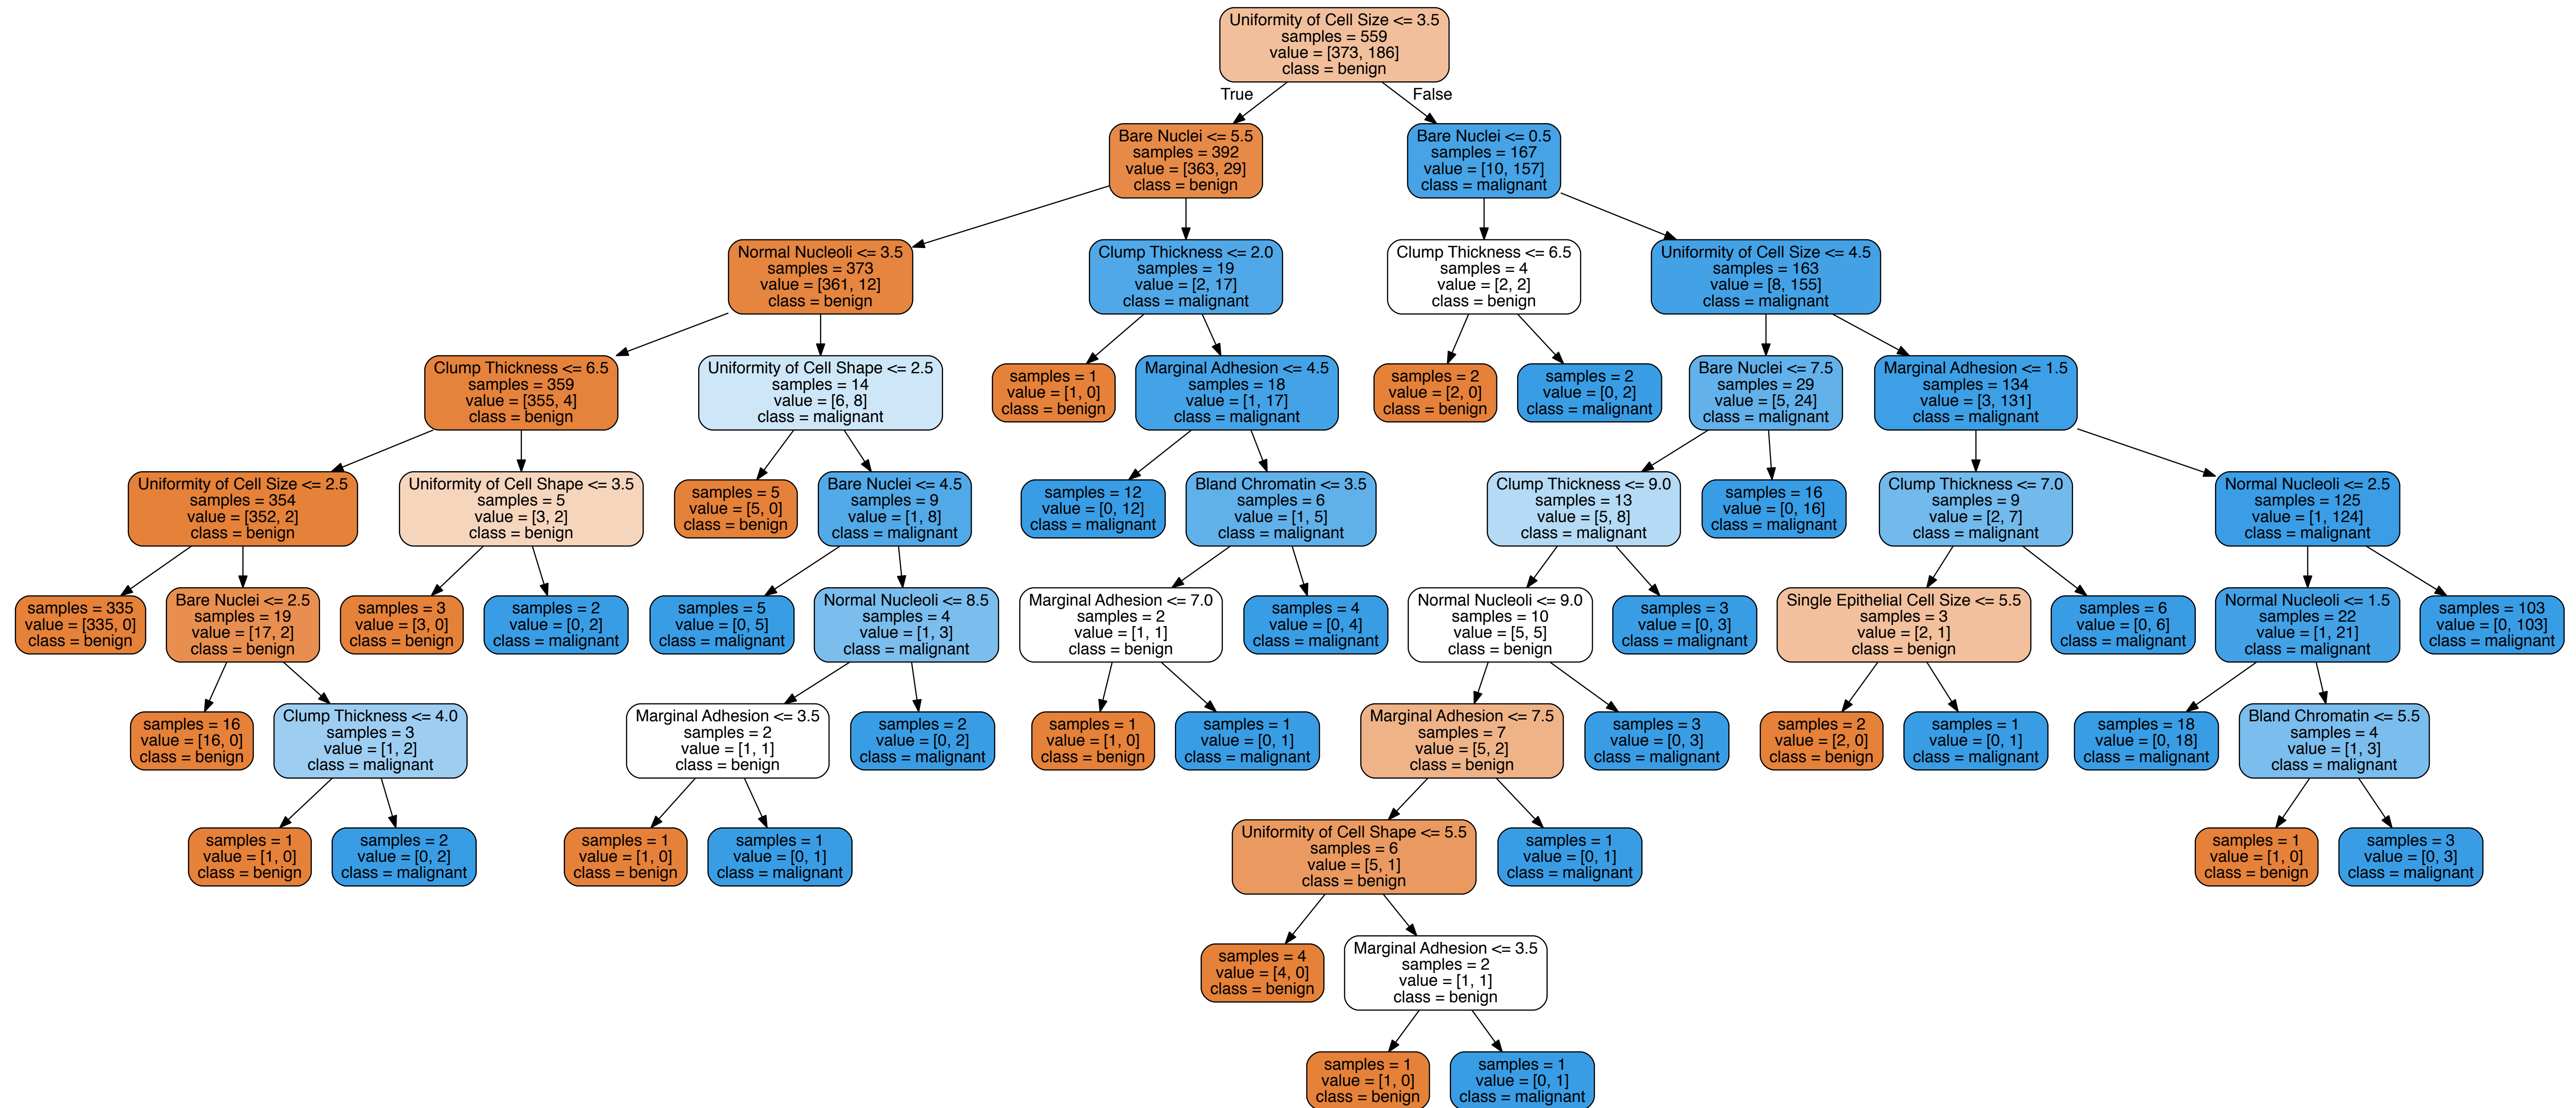 Uniformity of Cell Size <= 3.5
samples = 559
value = [373, 186]
class = benign
True
False
Bare Nuclei <= 5.5
samples = 392
value = [363, 29]
class = benign
Bare Nuclei <= 0.5
samples = 167
value = [10, 157]
class = malignant
Normal Nucleoli <= 3.5
samples = 373
value = [361, 12]
class = benign
Clump Thickness <= 2.0
samples = 19
value = [2, 17]
class = malignant
Clump Thickness <= 6.5
samples = 4
value = [2, 2]
class = benign
Uniformity of Cell Size <= 4.5
samples = 163
value = [8, 155]
class = malignant
Clump Thickness <= 6.5
samples = 359
value = [355, 4]
class = benign
Uniformity of Cell Shape <= 2.5
samples = 14
value = [6, 8]
class = malignant
samples = 1
value = [1, 0]
class = benign
Marginal Adhesion <= 4.5
samples = 18
value = [1, 17]
class = malignant
samples = 2
value = [2, 0]
class = benign
samples = 2
value = [0, 2]
class = malignant
Bare Nuclei <= 7.5
samples = 29
value = [5, 24]
class = malignant
Marginal Adhesion <= 1.5
samples = 134
value = [3, 131]
class = malignant
Uniformity of Cell Size <= 2.5
samples = 354
value = [352, 2]
class = benign
Uniformity of Cell Shape <= 3.5
samples = 5
value = [3, 2]
class = benign
samples = 5
value = [5, 0]
class = benign
Bare Nuclei <= 4.5
samples = 9
value = [1, 8]
class = malignant
samples = 12
value = [0, 12]
class = malignant
Bland Chromatin <= 3.5
samples = 6
value = [1, 5]
class = malignant
Clump Thickness <= 9.0
samples = 13
value = [5, 8]
class = malignant
samples = 16
value = [0, 16]
class = malignant
Clump Thickness <= 7.0
samples = 9
value = [2, 7]
class = malignant
Normal Nucleoli <= 2.5
samples = 125
value = [1, 124]
class = malignant
samples = 335
value = [335, 0]
class = benign
Bare Nuclei <= 2.5
samples = 19
value = [17, 2]
class = benign
samples = 3
value = [3, 0]
class = benign
samples = 2
value = [0, 2]
class = malignant
samples = 5
value = [0, 5]
class = malignant
Normal Nucleoli <= 8.5
samples = 4
value = [1, 3]
class = malignant
Marginal Adhesion <= 7.0
samples = 2
value = [1, 1]
class = benign
samples = 4
value = [0, 4]
class = malignant
Normal Nucleoli <= 9.0
samples = 10
value = [5, 5]
class = benign
samples = 3
value = [0, 3]
class = malignant
Single Epithelial Cell Size <= 5.5
samples = 3
value = [2, 1]
class = benign
samples = 6
value = [0, 6]
class = malignant
Normal Nucleoli <= 1.5
samples = 22
value = [1, 21]
class = malignant
samples = 103
value = [0, 103]
class = malignant
samples = 16
value = [16, 0]
class = benign
Clump Thickness <= 4.0
samples = 3
value = [1, 2]
class = malignant
Marginal Adhesion <= 3.5
samples = 2
value = [1, 1]
class = benign
samples = 2
value = [0, 2]
class = malignant
samples = 1
value = [1, 0]
class = benign
samples = 1
value = [0, 1]
class = malignant
Marginal Adhesion <= 7.5
samples = 7
value = [5, 2]
class = benign
samples = 3
value = [0, 3]
class = malignant
samples = 2
value = [2, 0]
class = benign
samples = 1
value = [0, 1]
class = malignant
samples = 18
value = [0, 18]
class = malignant
Bland Chromatin <= 5.5
samples = 4
value = [1, 3]
class = malignant
samples = 1
value = [1, 0]
class = benign
samples = 2
value = [0, 2]
class = malignant
samples = 1
value = [1, 0]
class = benign
samples = 1
value = [0, 1]
class = malignant
Uniformity of Cell Shape <= 5.5
samples = 6
value = [5, 1]
class = benign
samples = 1
value = [0, 1]
class = malignant
samples = 1
value = [1, 0]
class = benign
samples = 3
value = [0, 3]
class = malignant
samples = 4
value = [4, 0]
class = benign
Marginal Adhesion <= 3.5
samples = 2
value = [1, 1]
class = benign
samples = 1
value = [1, 0]
class = benign
samples = 1
value = [0, 1]
class = malignant